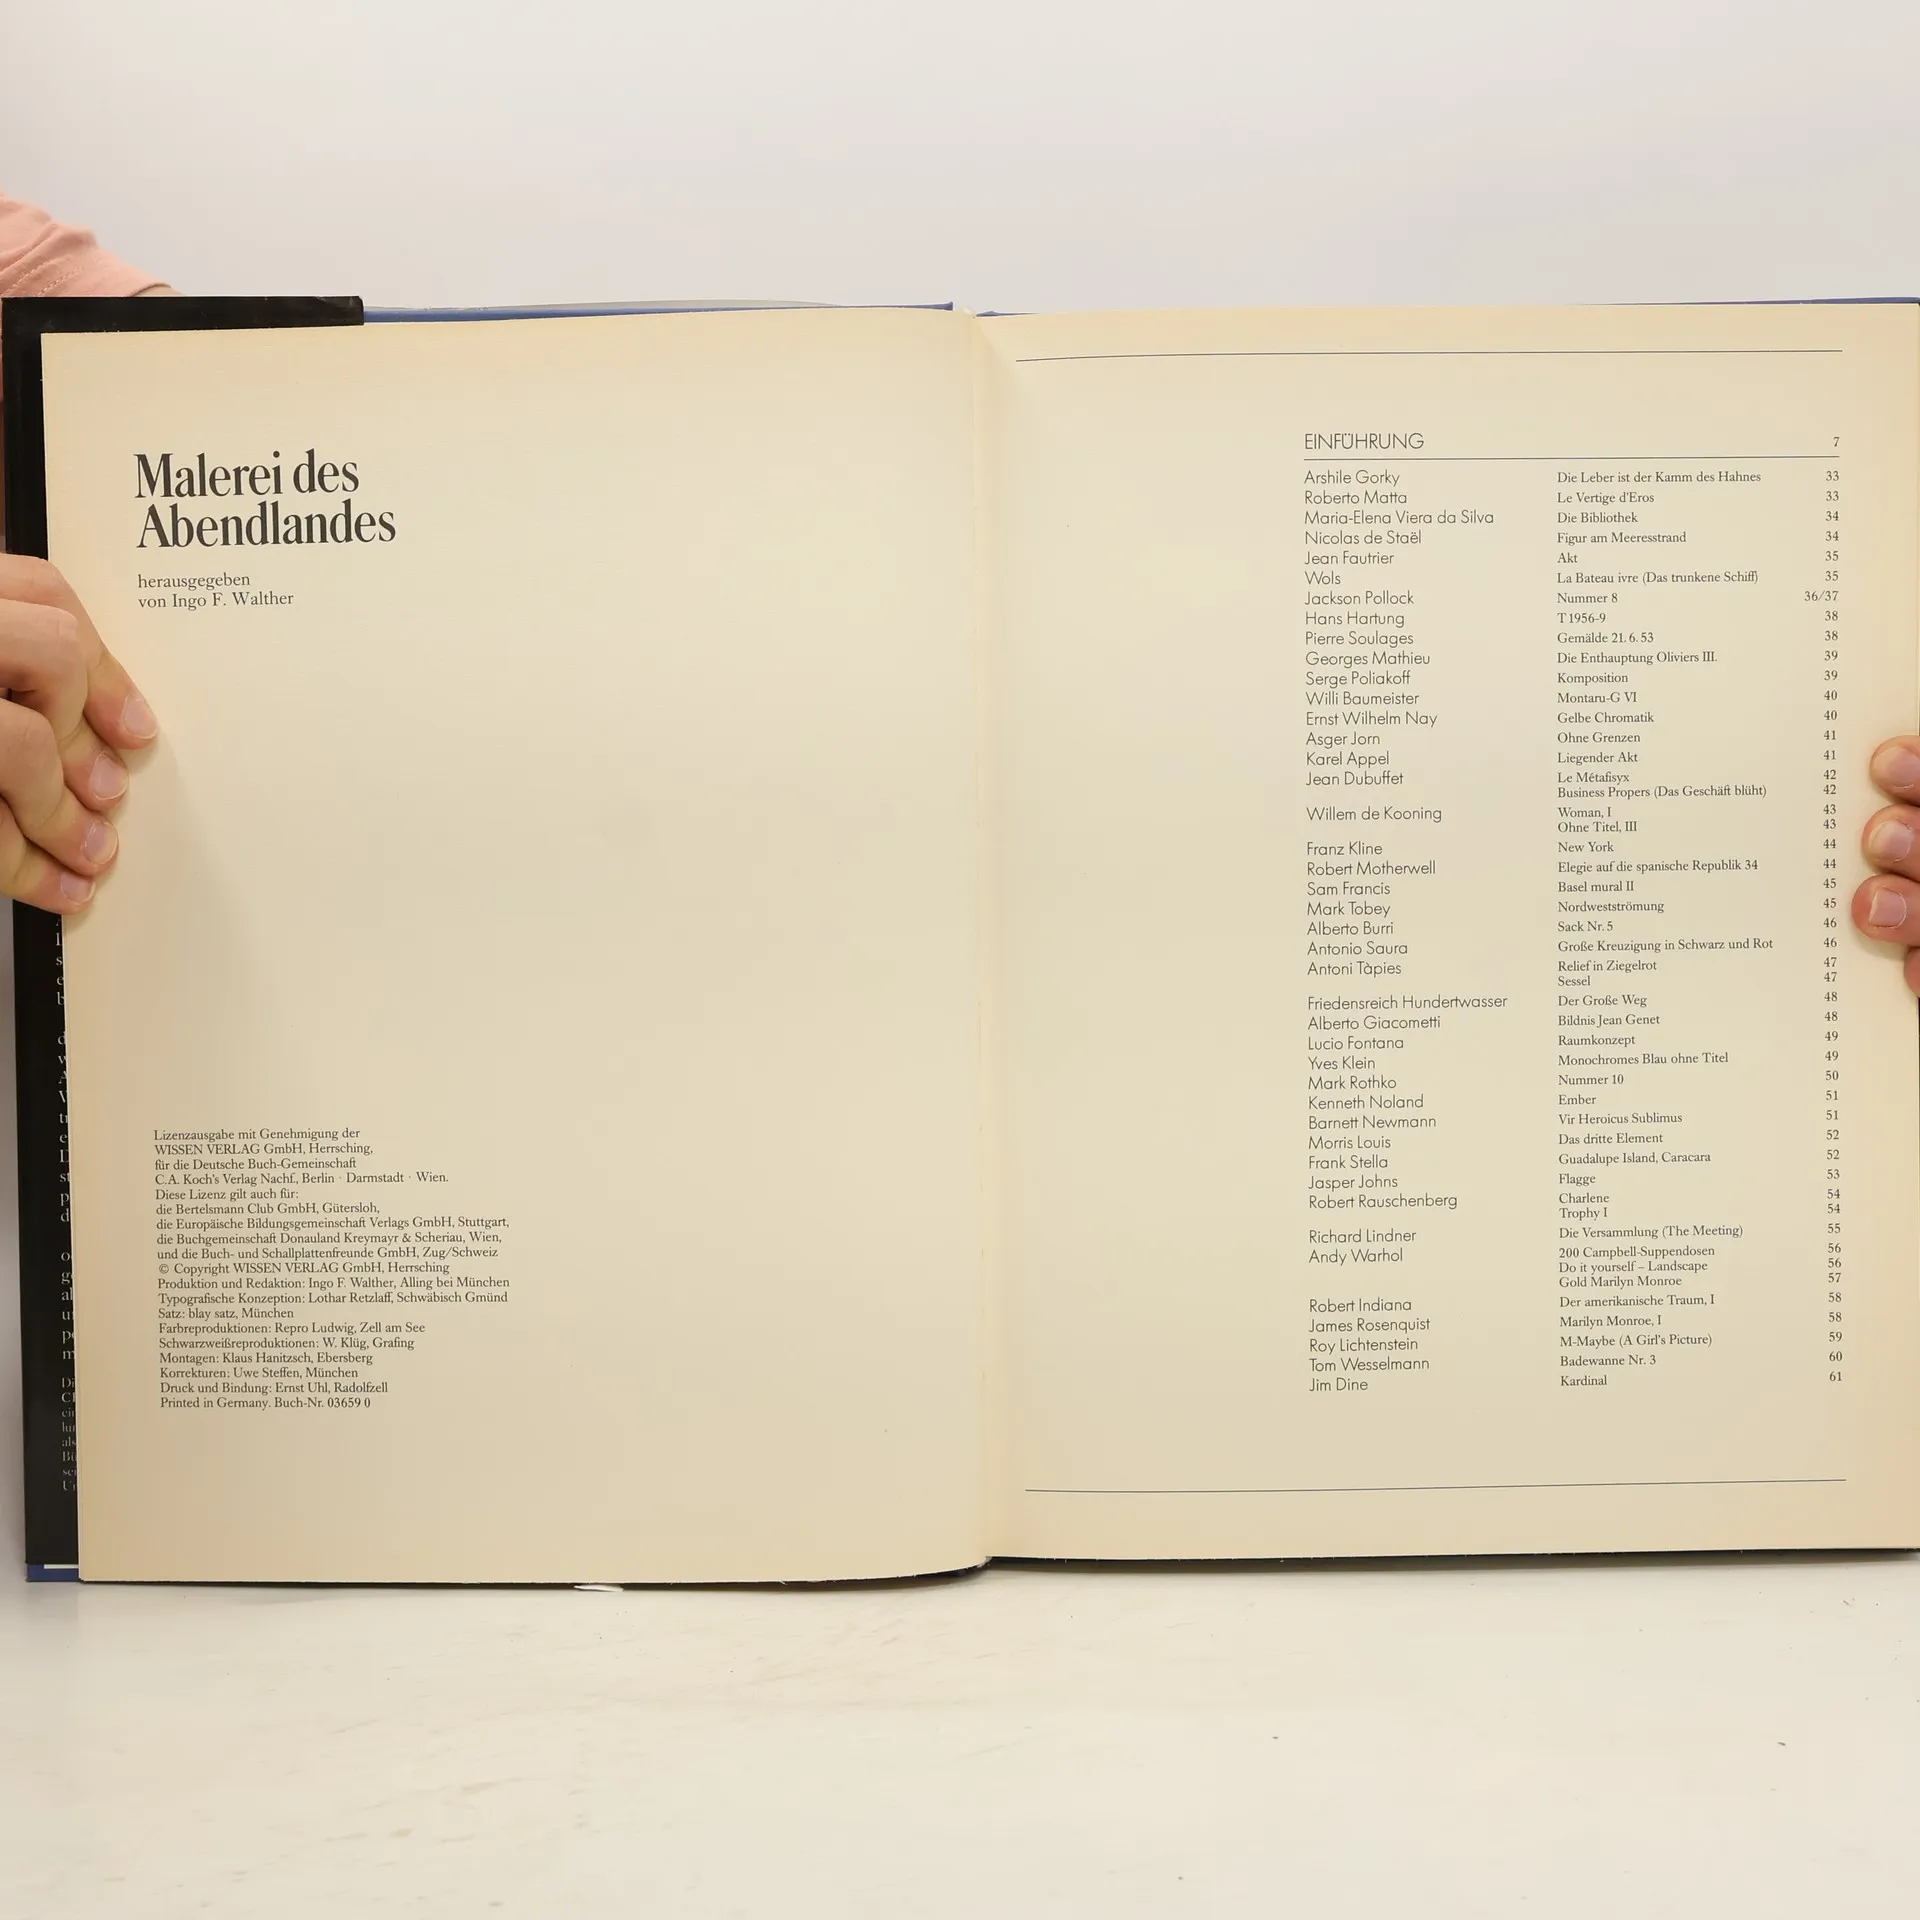 Malerei des
Abendlandes
herausgegeben
von Ingo F. Walther
Lizenzausgabe mit Genehmigung der
WISSEN VERLAG GmbH, Herrsching,
für die Deutsche Buch-Gemeinschaft
C.A. Koch's Verlag Nachf., Berlin · Darmstadt · Wien.
Diese Lizenz gilt auch für:
die Bertelsmann Club GmbH, Gütersloh,
die Europäische Bildungsgemeinschaft Verlags GmbH, Stuttgart,
die Buchgemeinschaft Donauland Kreymayr & Scheriau, Wien,
und die Buch- und Schallplattenfreunde GmbH, Zug/Schweiz
© Copyright WISSEN VERLAG GmbH, Herrsching
Produktion und Redaktion: Ingo F. Walther, Alling bei München
Typografische Konzeption: Lothar Retzlaff, Schwäbisch Gmünd
Satz: blay satz, München
Farbreproduktionen: Repro Ludwig, Zell am See
Schwarzweißreproduktionen: W. Klüg, Grafing
Montagen: Klaus Hanitzsch, Ebersberg
Korrekturen: Uwe Steffen, München
Druck und Bindung: Ernst Uhl, Radolfzell
Printed in Germany. Buch-Nr. 03659 0
EINFÜHRUNG 7
Arshile Gorky Die Leber ist der Kamm des Hahnes 33
Roberto Matta Le Vertige d'Eros 33
Maria-Elena Viera da Silva Die Bibliothek 34
Nicolas de Staël Figur am Meeresstrand 34
Jean Fautrier Akt 35
Wols La Bateau ivre (Das trunkene Schiff) 35
Jackson Pollock Nummer 8 36/37
Hans Hartung T 1956-9 38
Pierre Soulages Gemälde 21. 6. 53 38
Georges Mathieu Die Enthauptung Oliviers III. 39
Serge Poliakoff Komposition 39
Willi Baumeister Montaru-G VI 40
Ernst Wilhelm Nay Gelbe Chromatik 40
Asger Jorn Ohne Grenzen 41
Karel Appel Liegender Akt 41
Jean Dubuffet Le Métafisyx 42
Business Propers (Das Geschäft blüht) 42
Willem de Kooning Woman, I 43
Ohne Titel, III 43
Franz Kline New York 44
Robert Motherwell Elegie auf die spanische Republik 34 44
Sam Francis Basel mural II 45
Mark Tobey Nordwestströmung 45
Alberto Burri Sack Nr. 5 46
Antonio Saura Große Kreuzigung in Schwarz und Rot 46
Antoni Tàpies Relief in Ziegelrot 47
Sessel 47
Friedensreich Hundertwasser Der Große Weg 48
Alberto Giacometti Bildnis Jean Genet 48
Lucio Fontana Raumkonzept 49
Yves Klein Monochromes Blau ohne Titel 49
Mark Rothko Nummer 10 50
Kenneth Noland Ember 51
Barnett Newmann Vir Heroicus Sublimus 51
Morris Louis Das dritte Element 52
Frank Stella Guadalupe Island, Caracara 52
Jasper Johns Flagge 53
Robert Rauschenberg Charlene 54
Trophy I 54
Richard Lindner Die Versammlung (The Meeting) 55
Andy Warhol 200 Campbell-Suppendosen 56
Do it yourself – Landscape 56
Gold Marilyn Monroe 57
Robert Indiana Der amerikanische Traum, I 58
James Rosenquist Marilyn Monroe, I 58
Roy Lichtenstein M-Maybe (A Girl's Picture) 59
Tom Wesselmann Badewanne Nr. 3 60
Jim Dine Kardinal 61